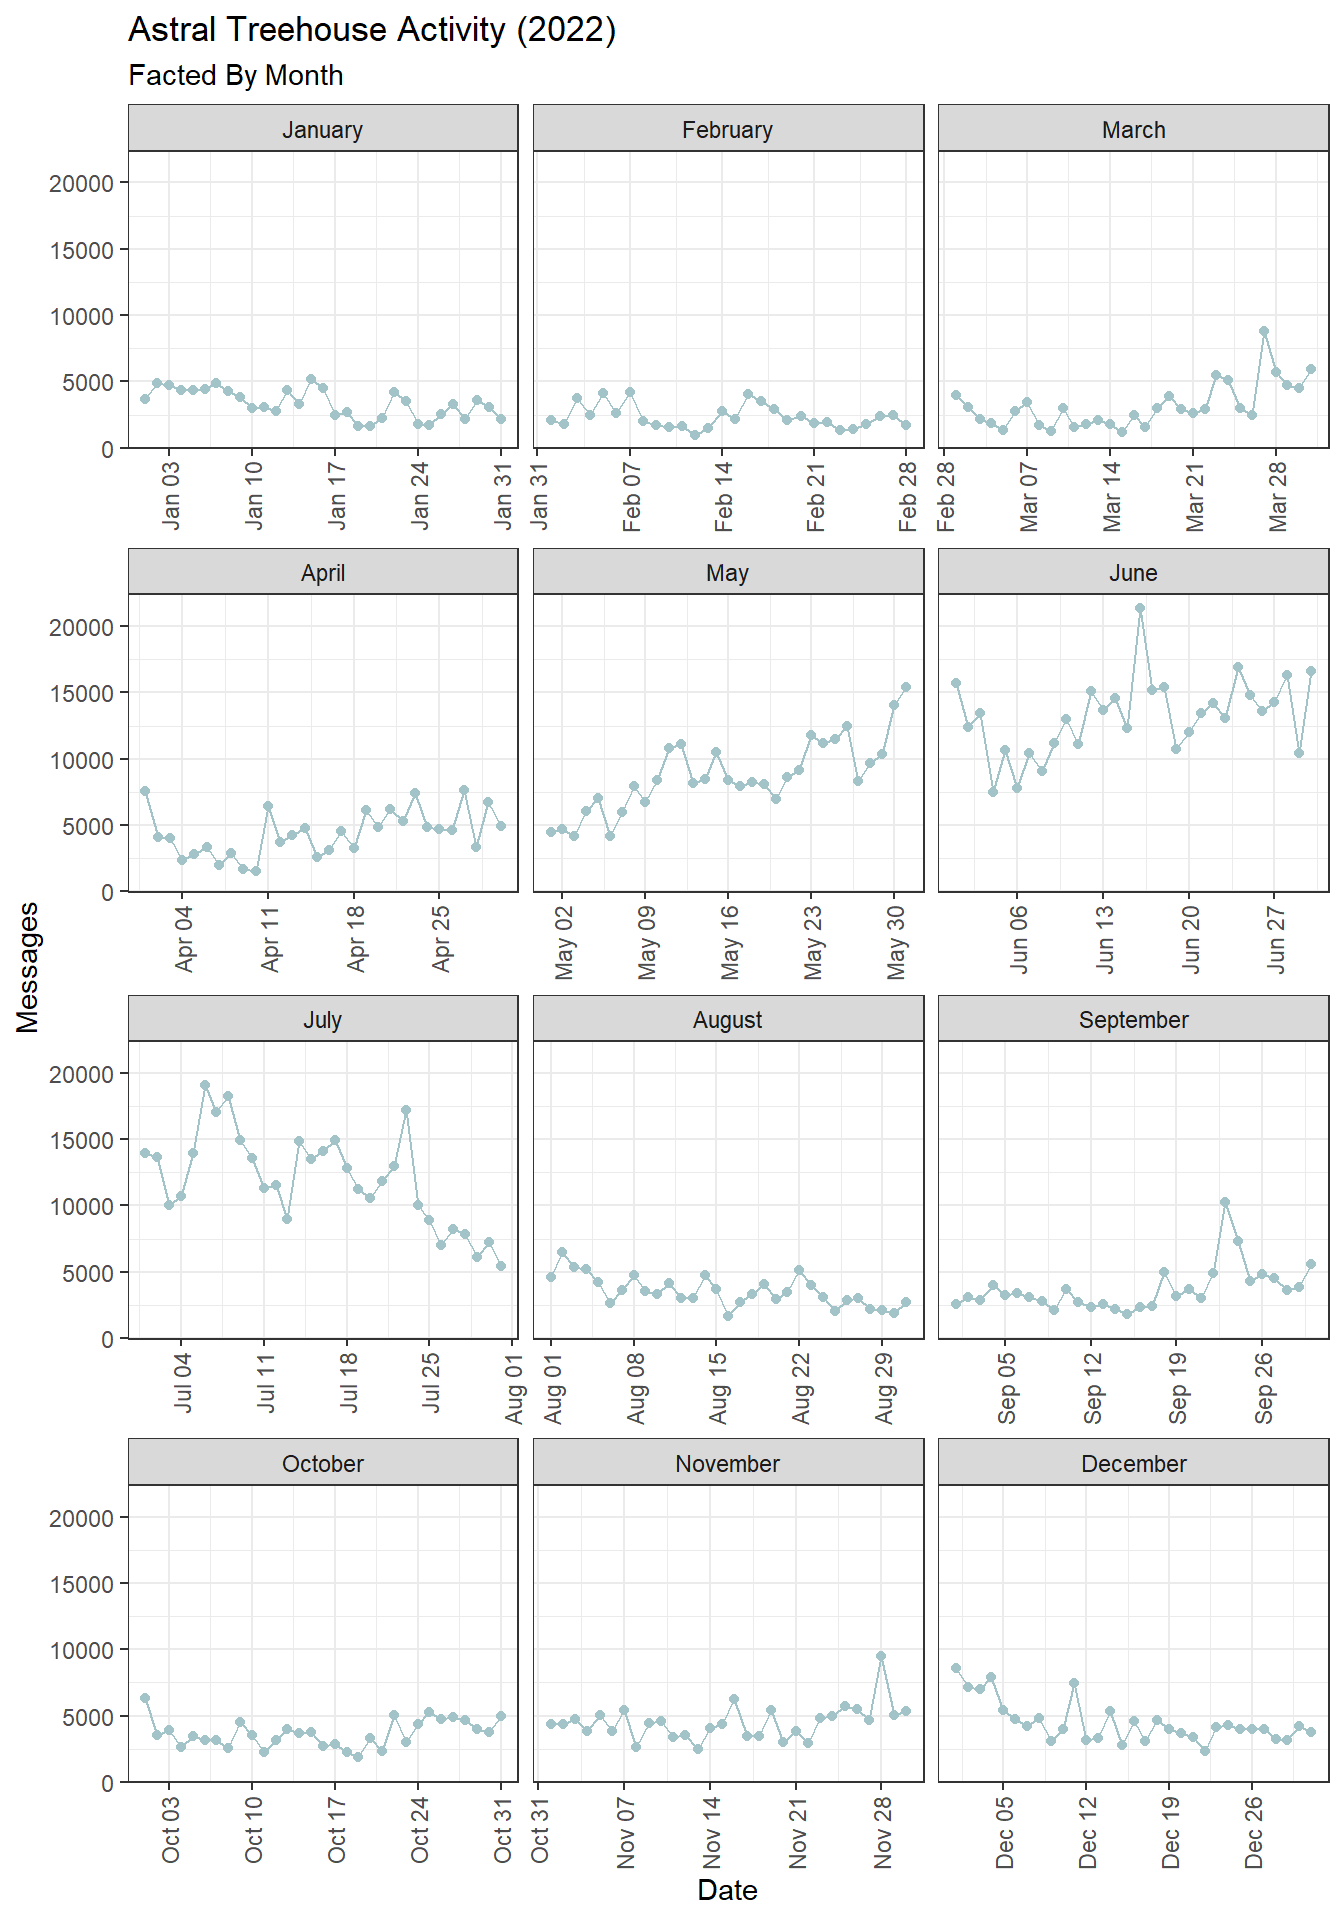 Astral Treehouse Activity (2022)
Facted By Month
January February March
20000
15000
10000
5000
0
Jan 03 Jan 10 Jan 17 Jan 24 Jan 31 Jan 31 Feb 07 Feb 14 Feb 21 Feb 28 Feb 28 Mar 07 Mar 14 Mar 21 Mar 28
April May June
20000
15000
10000
5000
0
Apr 04 Apr 11 Apr 18 Apr 25 May 02 May 09 May 16 May 23 May 30 Jun 06 Jun 13 Jun 20 Jun 27
Messages
July August September
20000
15000
10000
5000
0
Jul 04 Jul 11 Jul 18 Jul 25 Aug 01 Aug 01 Aug 08 Aug 15 Aug 22 Aug 29 Sep 05 Sep 12 Sep 19 Sep 26
October November December
20000
15000
10000
5000
0
Oct 03 Oct 10 Oct 17 Oct 24 Oct 31 Oct 31 Nov 07 Nov 14 Nov 21 Nov 28 Dec 05 Dec 12 Dec 19 Dec 26
Date